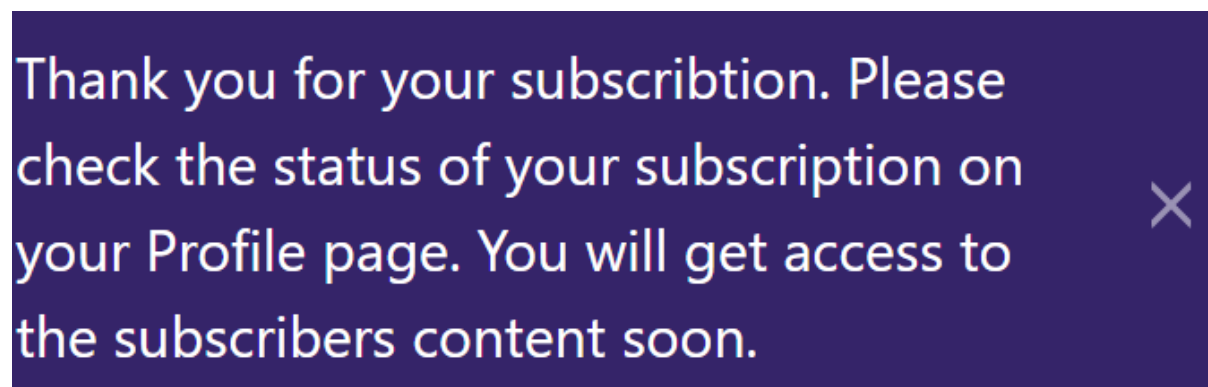 Thank you for your subscribtion. Please
check the status of your subscription on
your Profile page. You will get access to
the subscribers content soon.